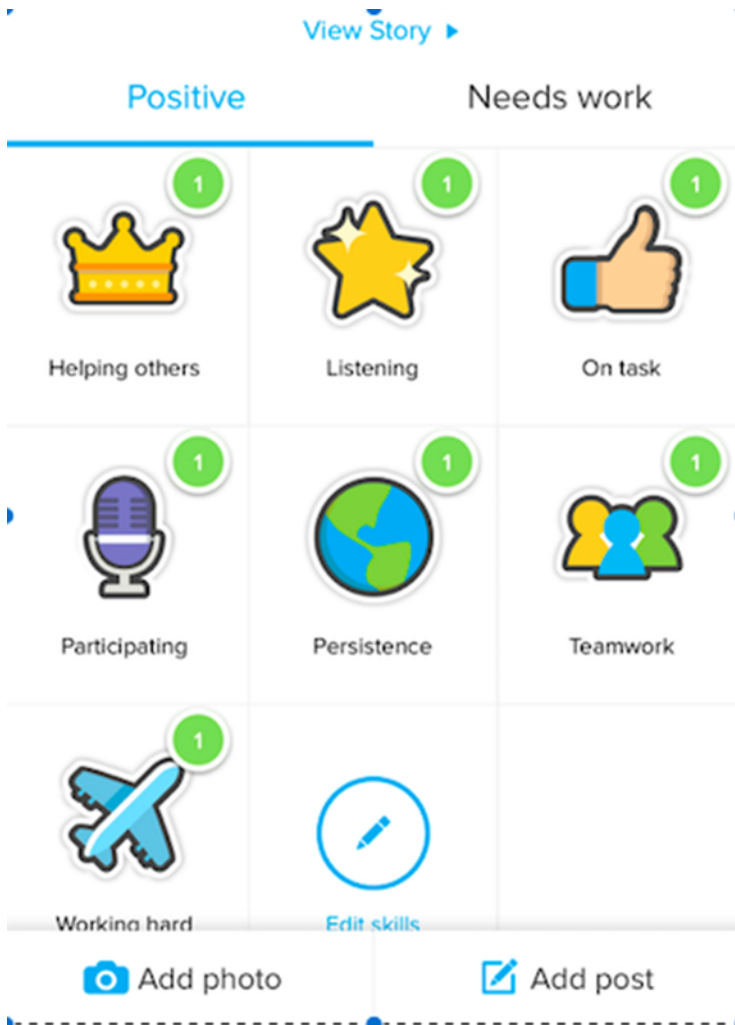 View Story
Positive Needs work
1 1 1
Helping others Listening On task
1 1 1
Participating Persistence Teamwork
1
Working hard Edit skills
Add photo Add post